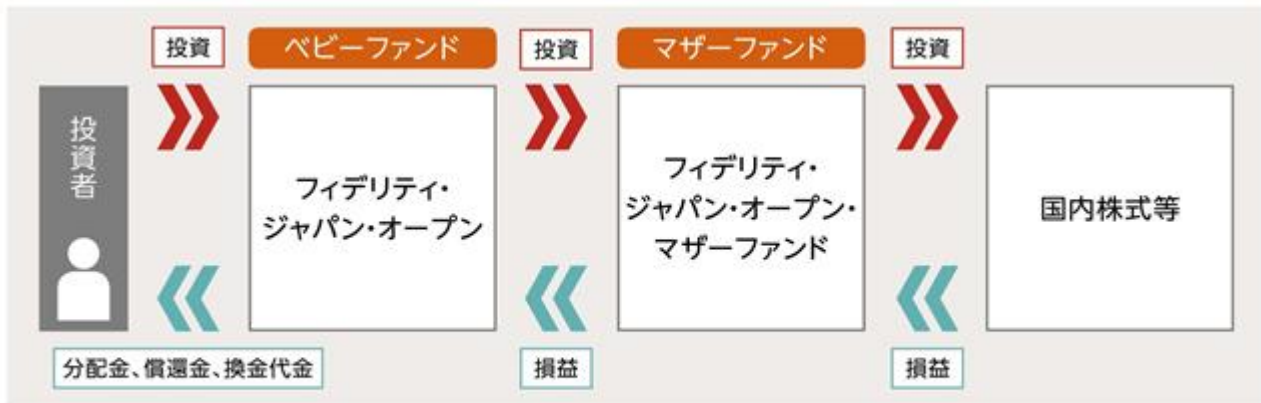 投資
ベビーファンド
投資
マザーファンド
投資
投資者
フィデリティ・
ジャパン・オープン
フィデリティ・
ジャパン・オープン・
マザーファンド
国内株式等
分配金、償還金、換金代金
損益
損益